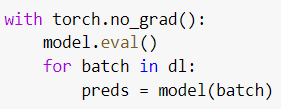 with torch.no_grad():
    model.eval()
    for batch in dl:
        preds = model(batch)